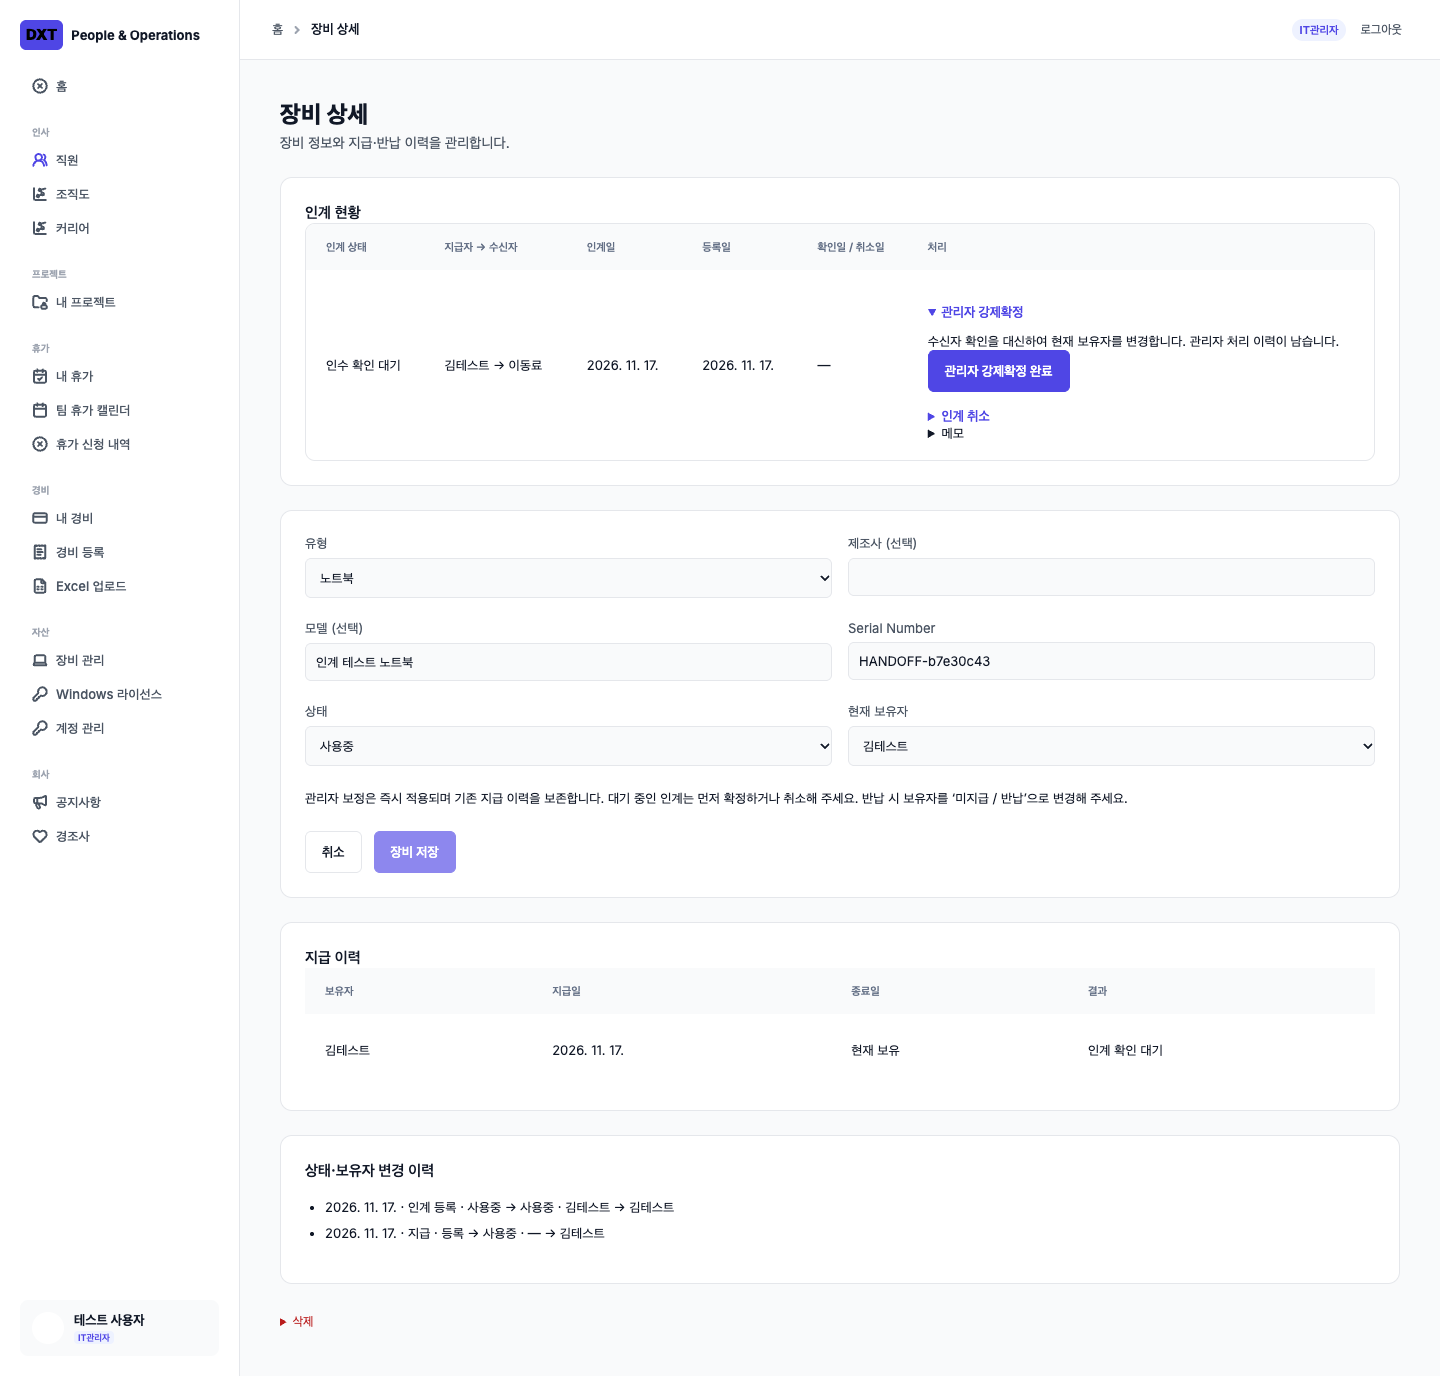 DXT People & Operations
홈
인사
직원
조직도
커리어
프로젝트
내 프로젝트
휴가
내 휴가
팀 휴가 캘린더
휴가 신청 내역
경비
내 경비
경비 등록
Excel 업로드
자산
장비 관리
Windows 라이선스
계정 관리
회사
공지사항
경조사
테스트 사용자
IT관리자
홈 > 장비 상세
IT관리자 로그아웃
장비 상세
장비 정보와 지급·반납 이력을 관리합니다.
인계 현황
인계 상태 지급자 → 수신자 인계일 등록일 확인일 / 취소일 처리
인수 확인 대기 김테스트 → 이동료 2026. 11. 17. 2026. 11. 17. —
▼ 관리자 강제확정
수신자 확인을 대신하여 현재 보유자를 변경합니다. 관리자 처리 이력이 남습니다.
관리자 강제확정 완료
▶ 인계 취소
▶ 메모
유형 제조사 (선택)
노트북
모델 (선택) Serial Number
인계 테스트 노트북 HANDOFF-b7e30c43
상태 현재 보유자
사용중 김테스트
관리자 보정은 즉시 적용되며 기존 지급 이력을 보존합니다. 대기 중인 인계는 먼저 확정하거나 취소해 주세요. 반납 시 보유자를 ‘미지급 / 반납’으로 변경해 주세요.
취소 장비 저장
지급 이력
보유자 지급일 종료일 결과
김테스트 2026. 11. 17. 현재 보유 인계 확인 대기
상태·보유자 변경 이력
• 2026. 11. 17. · 인계 등록 · 사용중 → 사용중 · 김테스트 → 김테스트
• 2026. 11. 17. · 지급 · 등록 → 사용중 · — → 김테스트
▶ 삭제